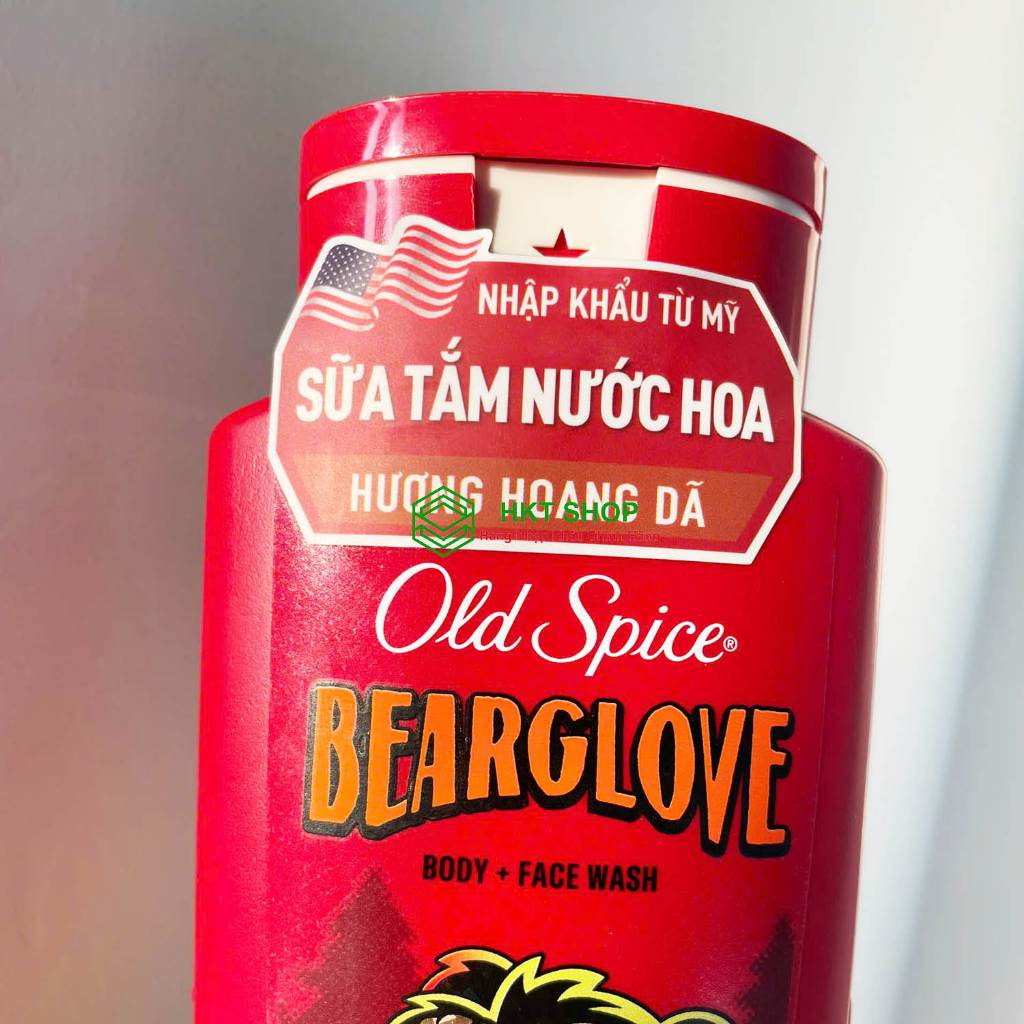 NHẬP KHẨU TỪ MỸ
SỮA TẮM NƯỚC HOA
HƯƠNG HOANG DÃ
HKT SHOP
Old Spice®
BEARGLOVE
BODY + FACE WASH